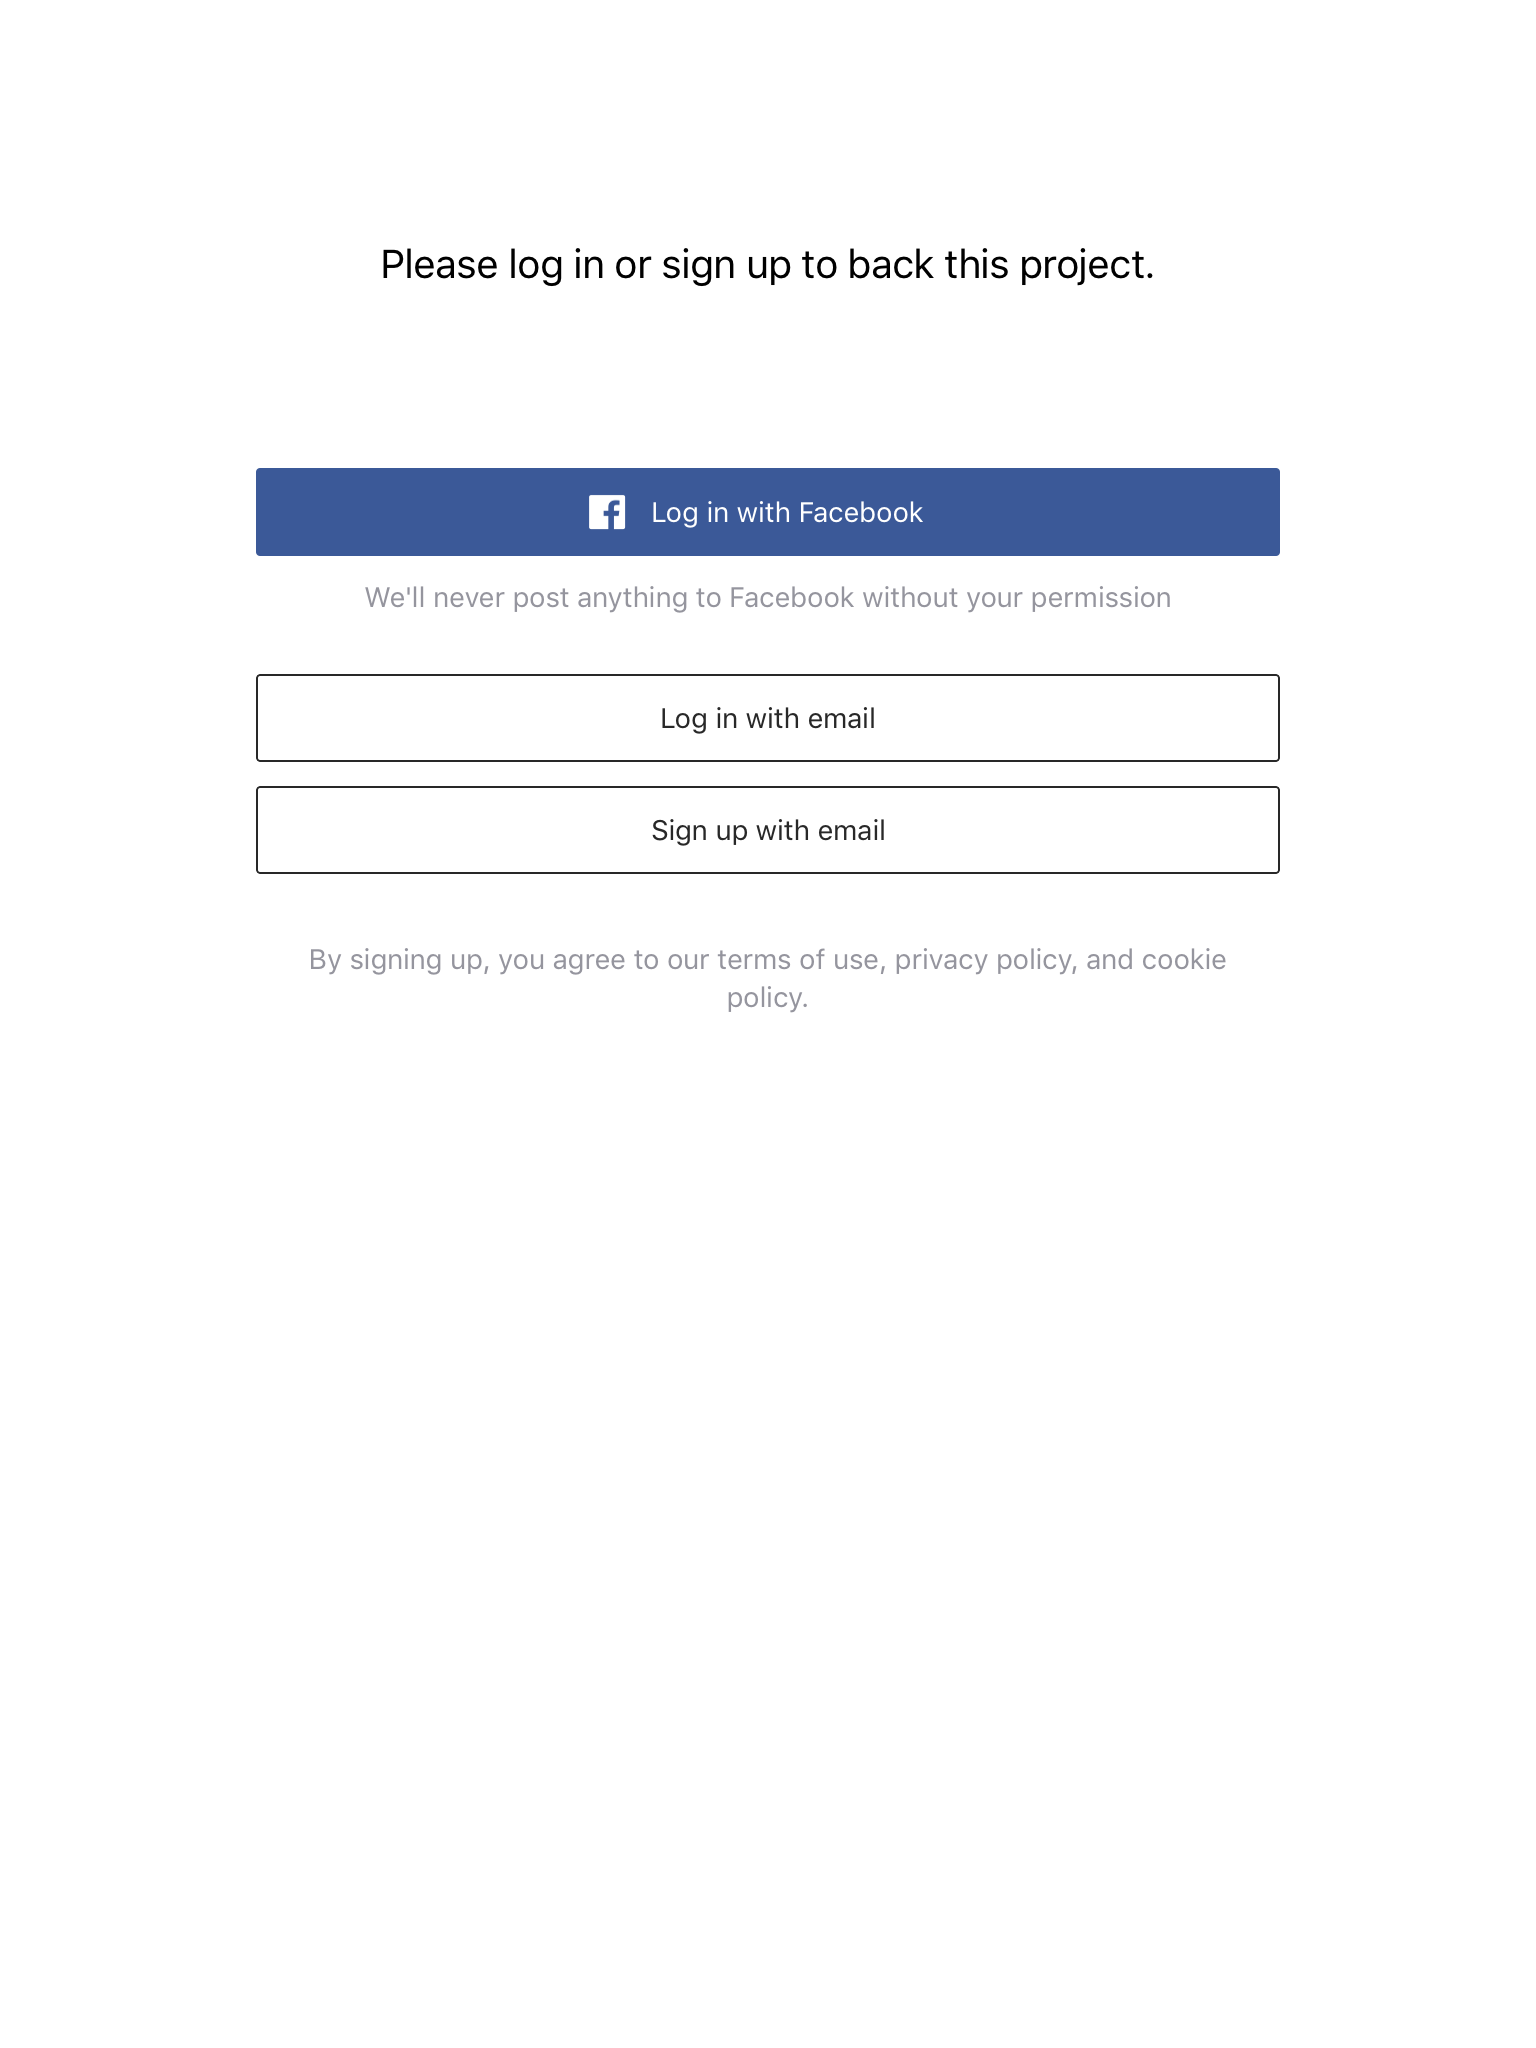 Please log in or sign up to back this project.
Log in with Facebook
We'll never post anything to Facebook without your permission
Log in with email
Sign up with email
By signing up, you agree to our terms of use, privacy policy, and cookie
policy.